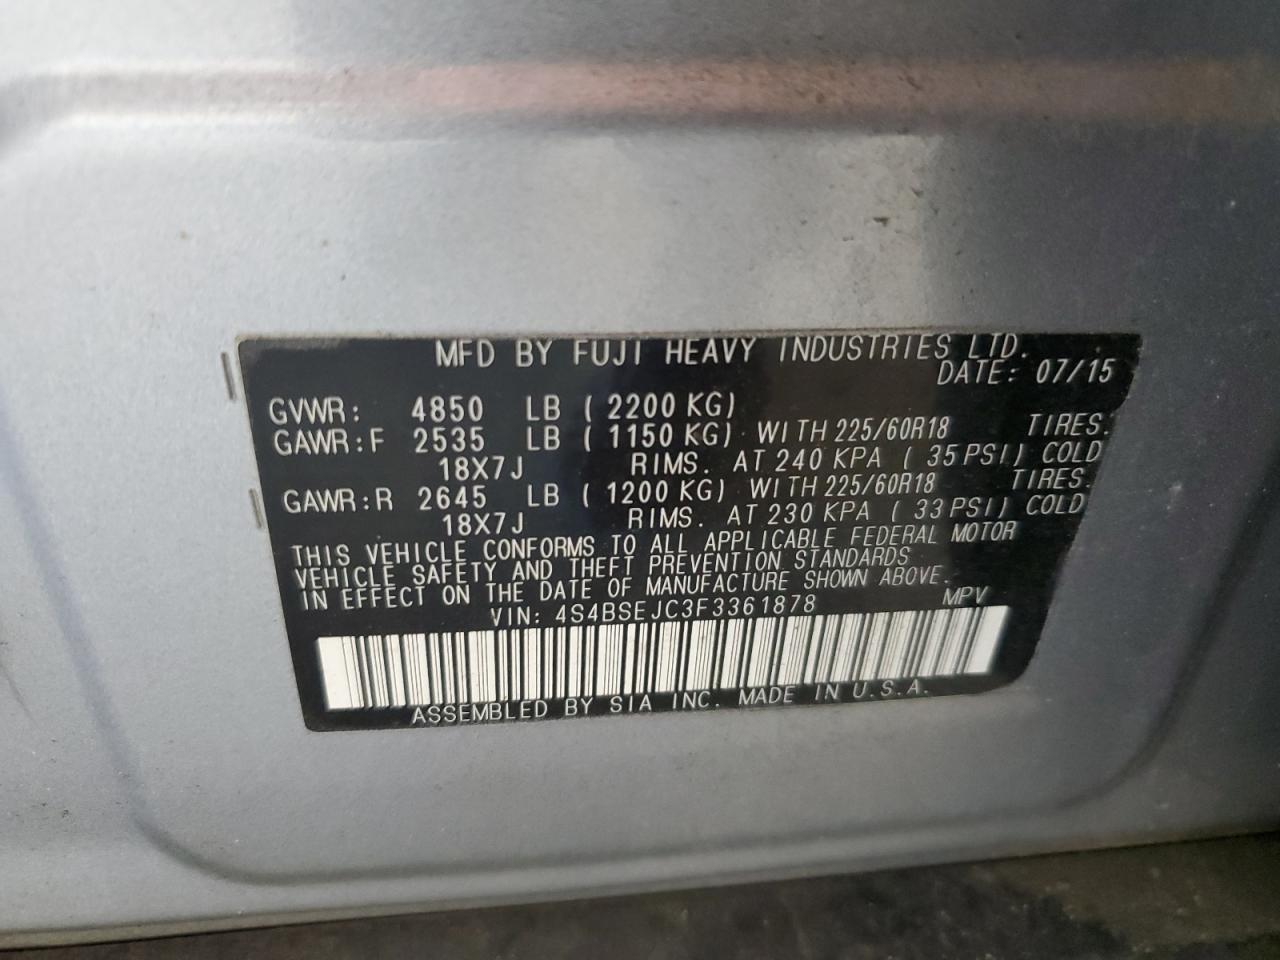 MFD BY FUJI HEAVY INDUSTRIES LTD.
DATE: 07/15
GVWR: 4850 LB ( 2200 KG)
GAWR:F 2535 LB ( 1150 KG) WITH 225/60R18 TIRES.
18X7J RIMS. AT 240 KPA ( 35 PSI) COLD
GAWR:R 2645 LB ( 1200 KG) WITH 225/60R18 TIRES.
18X7J RIMS. AT 230 KPA ( 33 PSI) COLD
THIS VEHICLE CONFORMS TO ALL APPLICABLE FEDERAL MOTOR
VEHICLE SAFETY AND THEFT PREVENTION STANDARDS
IN EFFECT ON THE DATE OF MANUFACTURE SHOWN ABOVE.
VIN: 4S4BSEJC3F3361878 MPV
ASSEMBLED BY SIA INC. MADE IN U.S.A.